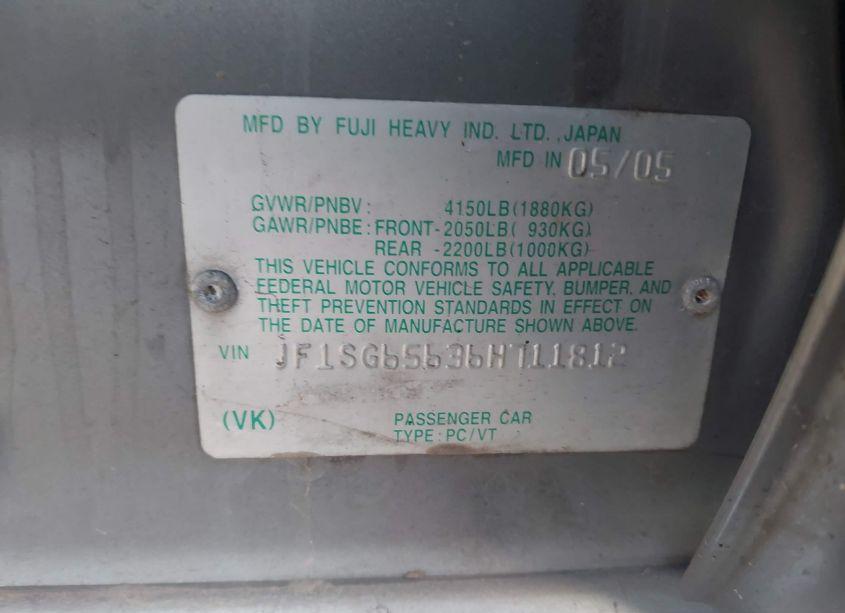 MFD BY FUJI HEAVY IND. LTD., JAPAN
MFD IN 05/05
GVWR/PNBV: 4150LB(1880KG)
GAWR/PNBE: FRONT-2050LB( 930KG)
REAR -2200LB(1000KG)
THIS VEHICLE CONFORMS TO ALL APPLICABLE
FEDERAL MOTOR VEHICLE SAFETY, BUMPER, AND
THEFT PREVENTION STANDARDS IN EFFECT ON
THE DATE OF MANUFACTURE SHOWN ABOVE.
VIN JF1SG65636H711812
(VK) PASSENGER CAR
TYPE: PC/VT